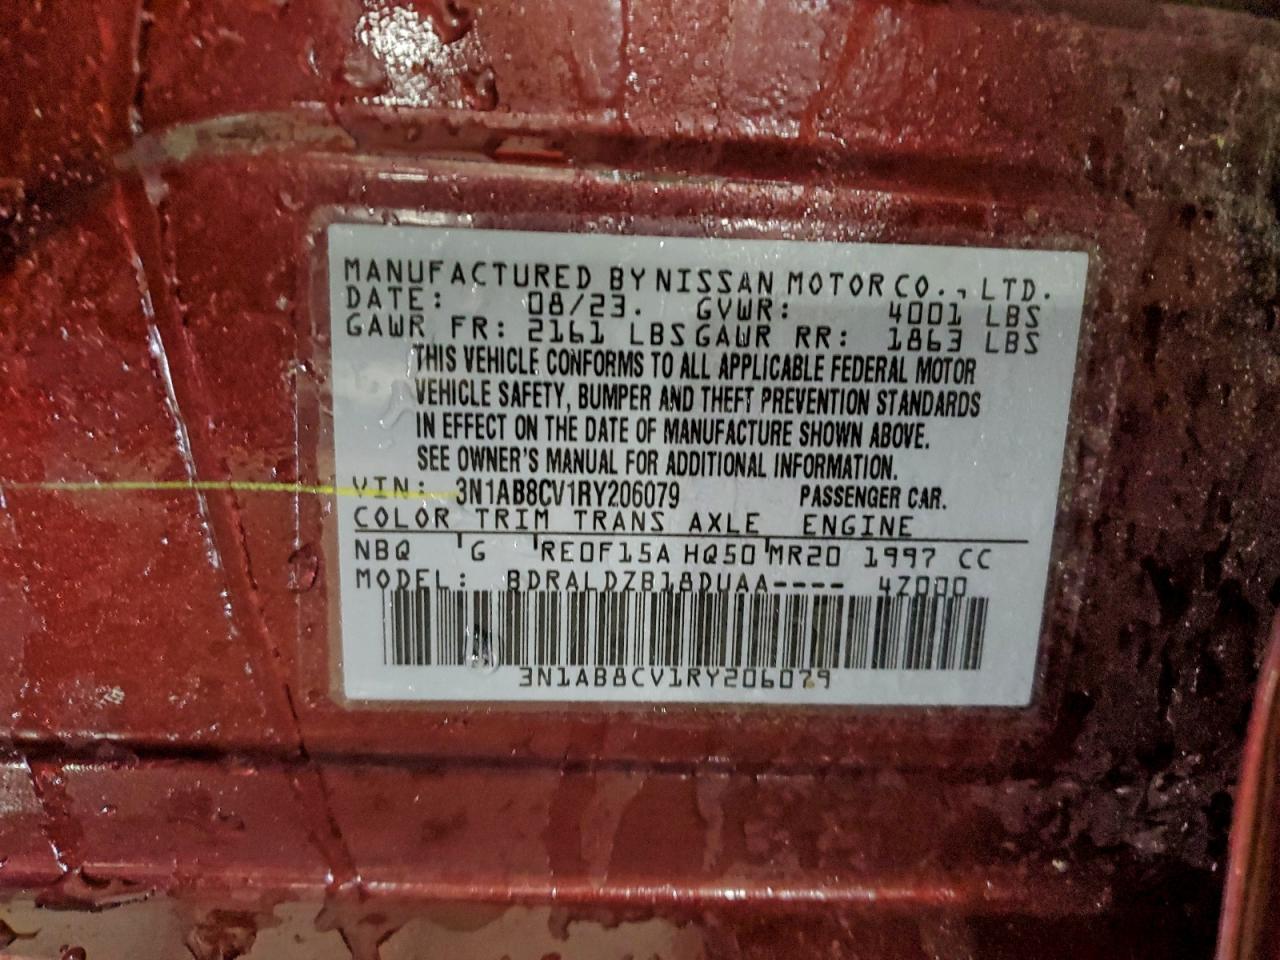 MANUFACTURED BY NISSAN MOTOR CO., LTD.
DATE: 08/23. GVWR: 4001 LBS
GAWR FR: 2161 LBS GAWR RR: 1863 LBS
THIS VEHICLE CONFORMS TO ALL APPLICABLE FEDERAL MOTOR
VEHICLE SAFETY, BUMPER AND THEFT PREVENTION STANDARDS
IN EFFECT ON THE DATE OF MANUFACTURE SHOWN ABOVE.
SEE OWNER'S MANUAL FOR ADDITIONAL INFORMATION.
VIN: 3N1AB8CV1RY206079 PASSENGER CAR.
COLOR TRIM TRANS AXLE ENGINE
NBQ G RE0F15A HQ50 MR20 1997 CC
MODEL: BDRALDZB18DUAA---- 4Z000
3N1AB8CV1RY206079